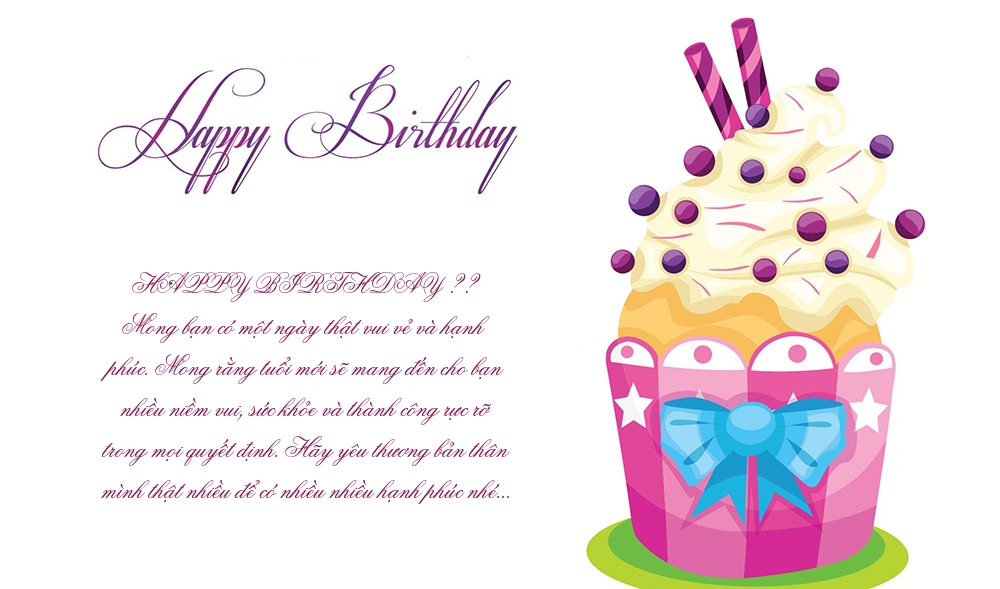 Happy Birthday
HAPPY BIRTHDAY ??
Mong bạn có một ngày thật vui vẻ và hạnh
phúc. Mong rằng tuổi mới sẽ mang đến cho bạn
nhiều niềm vui, sức khỏe và thành công rực rỡ
trong mọi quyết định. Hãy yêu thương bản thân
mình thật nhiều để có nhiều nhiều hạnh phúc nhé...